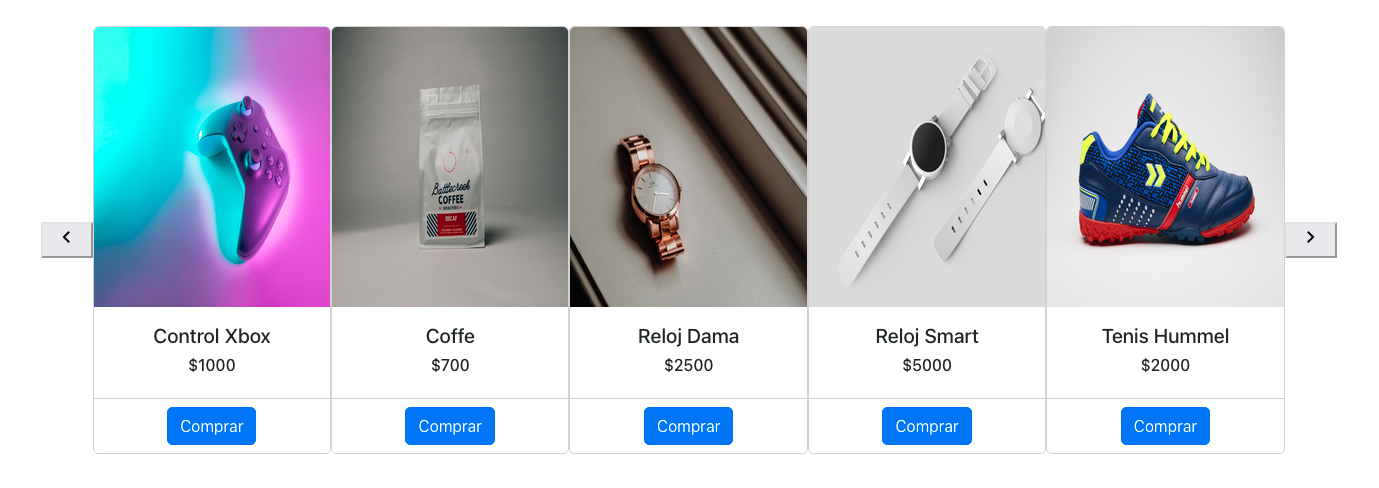 Battlecreek
COFFEE
ROASTERS
DECAF
Control Xbox
$1000
Comprar
Coffe
$700
Comprar
Reloj Dama
$2500
Comprar
Reloj Smart
$5000
Comprar
Tenis Hummel
$2000
Comprar